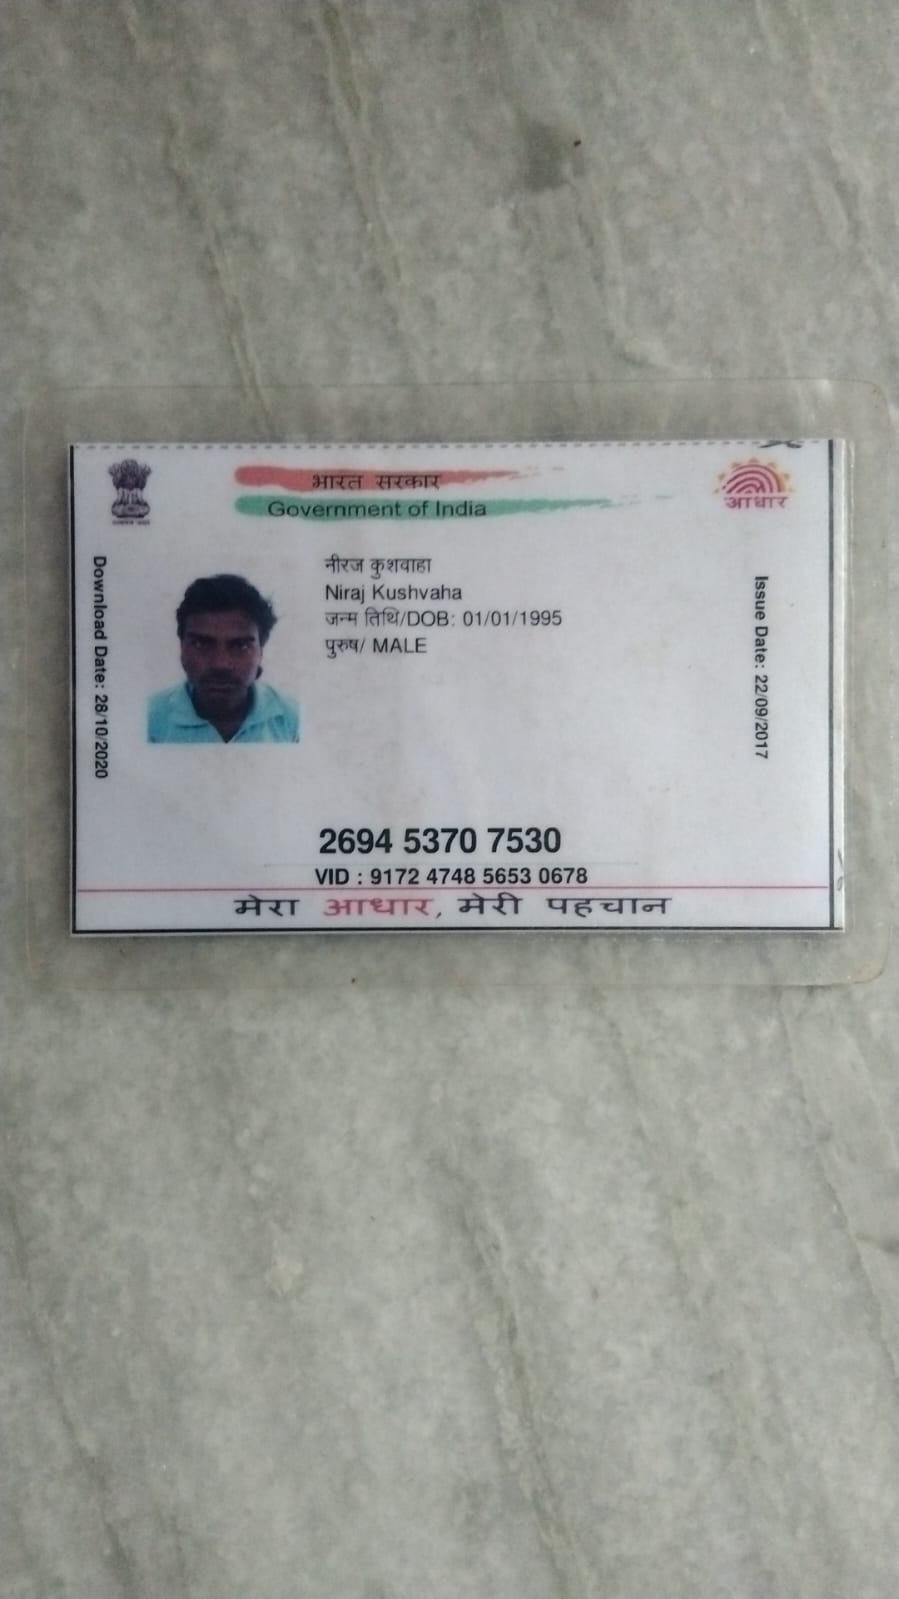 भारत सरकार
Government of India
आधार
नीरज कुशवाहा
Niraj Kushvaha
जन्म तिथि/DOB: 01/01/1995
पुरुष/ MALE
Download Date: 28/10/2020
Issue Date: 22/09/2017
2694 5370 7530
VID : 9172 4748 5653 0678
मेरा आधार, मेरी पहचान